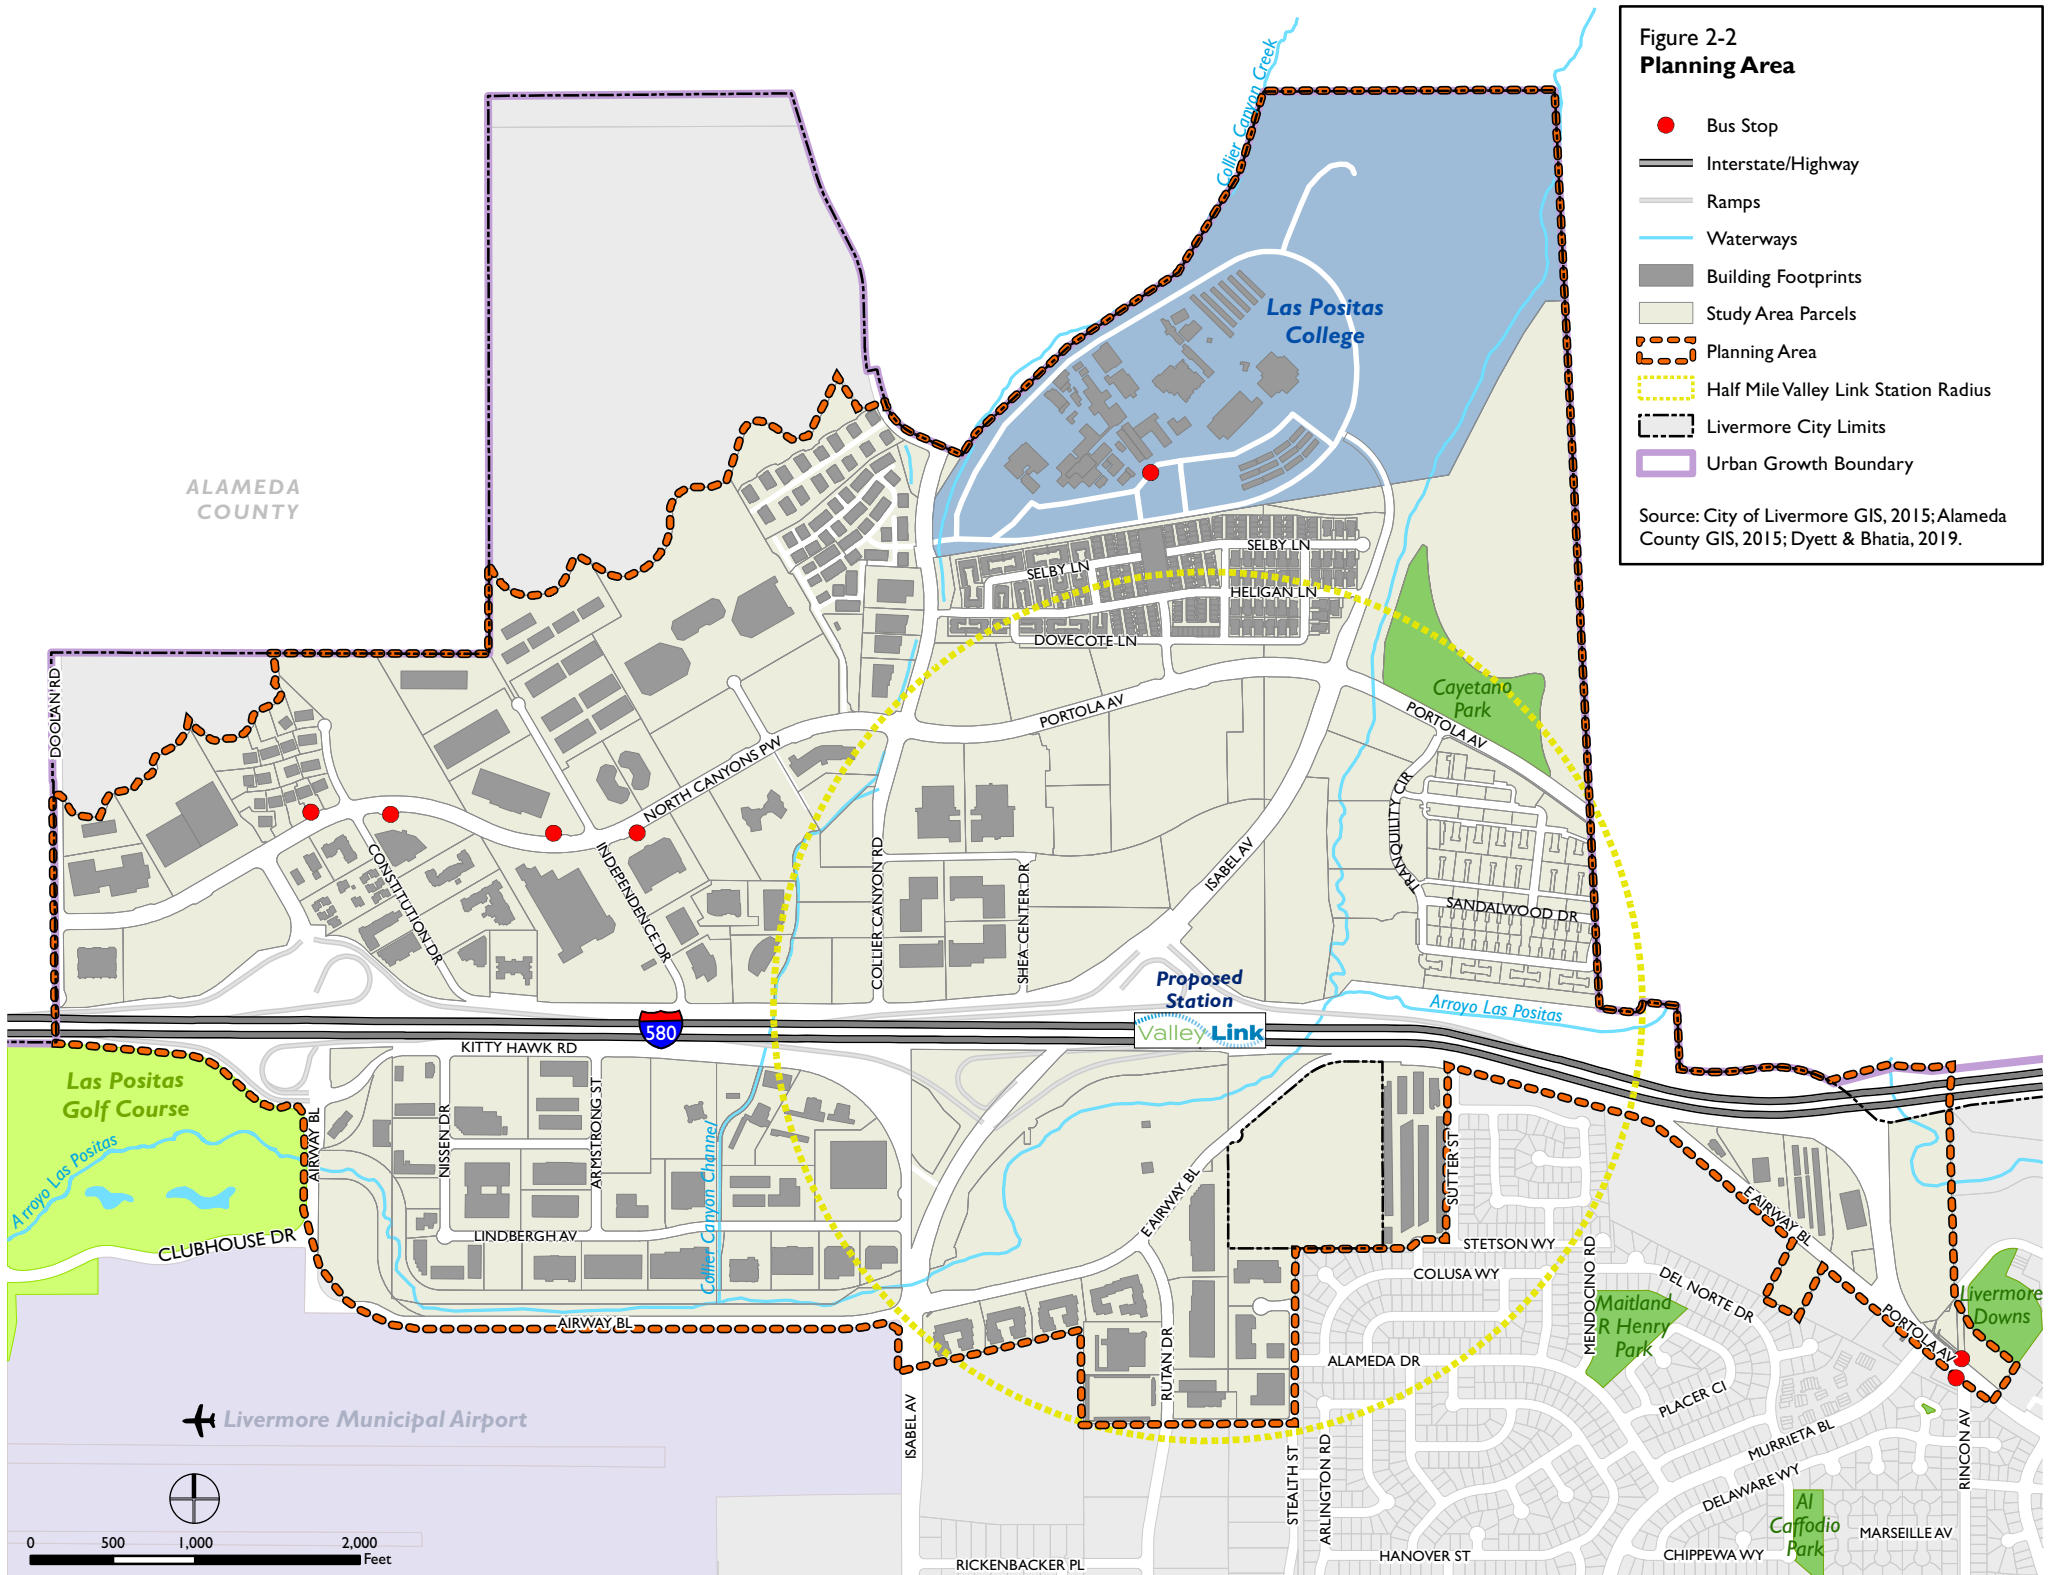 Figure 2-2
Planning Area
Bus Stop
Interstate/Highway
Ramps
Waterways
Building Footprints
Study Area Parcels
Planning Area
Half Mile Valley Link Station Radius
Livermore City Limits
Urban Growth Boundary
Source: City of Livermore GIS, 2015; Alameda
County GIS, 2015; Dyett & Bhatia, 2019.
Collier Canyon Creek
Las Positas
College
ALAMEDA
COUNTY
SELBY LN
SELBY LN
HELIGAN LN
DOVECOTE LN
DOOLAN RD
Cayetano
Park
PORTOLA AV
PORTOLA AV
NORTH CANYONS PW
TRANQUILITY CIR
CONSTITUTION DR
INDEPENDENCE DR
COLLIER CANYON RD
SHEA CENTER DR
ISABEL AV
SANDALWOOD DR
Proposed
Station
Valley Link
Arroyo Las Positas
580
KITTY HAWK RD
Las Positas
Golf Course
Arroyo Las Positas
AIRWAY BL
NISSEN DR
ARMSTRONG ST
Collier Canyon Channel
LINDBERGH AV
CLUBHOUSE DR
E AIRWAY BL
SUTTER ST
STETSON WY
COLUSA WY
MENDOCINO RD
DEL NORTE DR
E AIRWAY BL
Maitland
R Henry
Park
Livermore
Downs
PORTOLA AV
AIRWAY BL
RUTAN DR
ALAMEDA DR
PLACER CI
MURRIETA BL
DELAWARE WY
RINCON AV
Livermore Municipal Airport
ISABEL AV
STEALTH ST
ARLINGTON RD
Al
Caffodio
Park
MARSEILLE AV
HANOVER ST
CHIPPEWA WY
RICKENBACKER PL
0 500 1,000 2,000
Feet